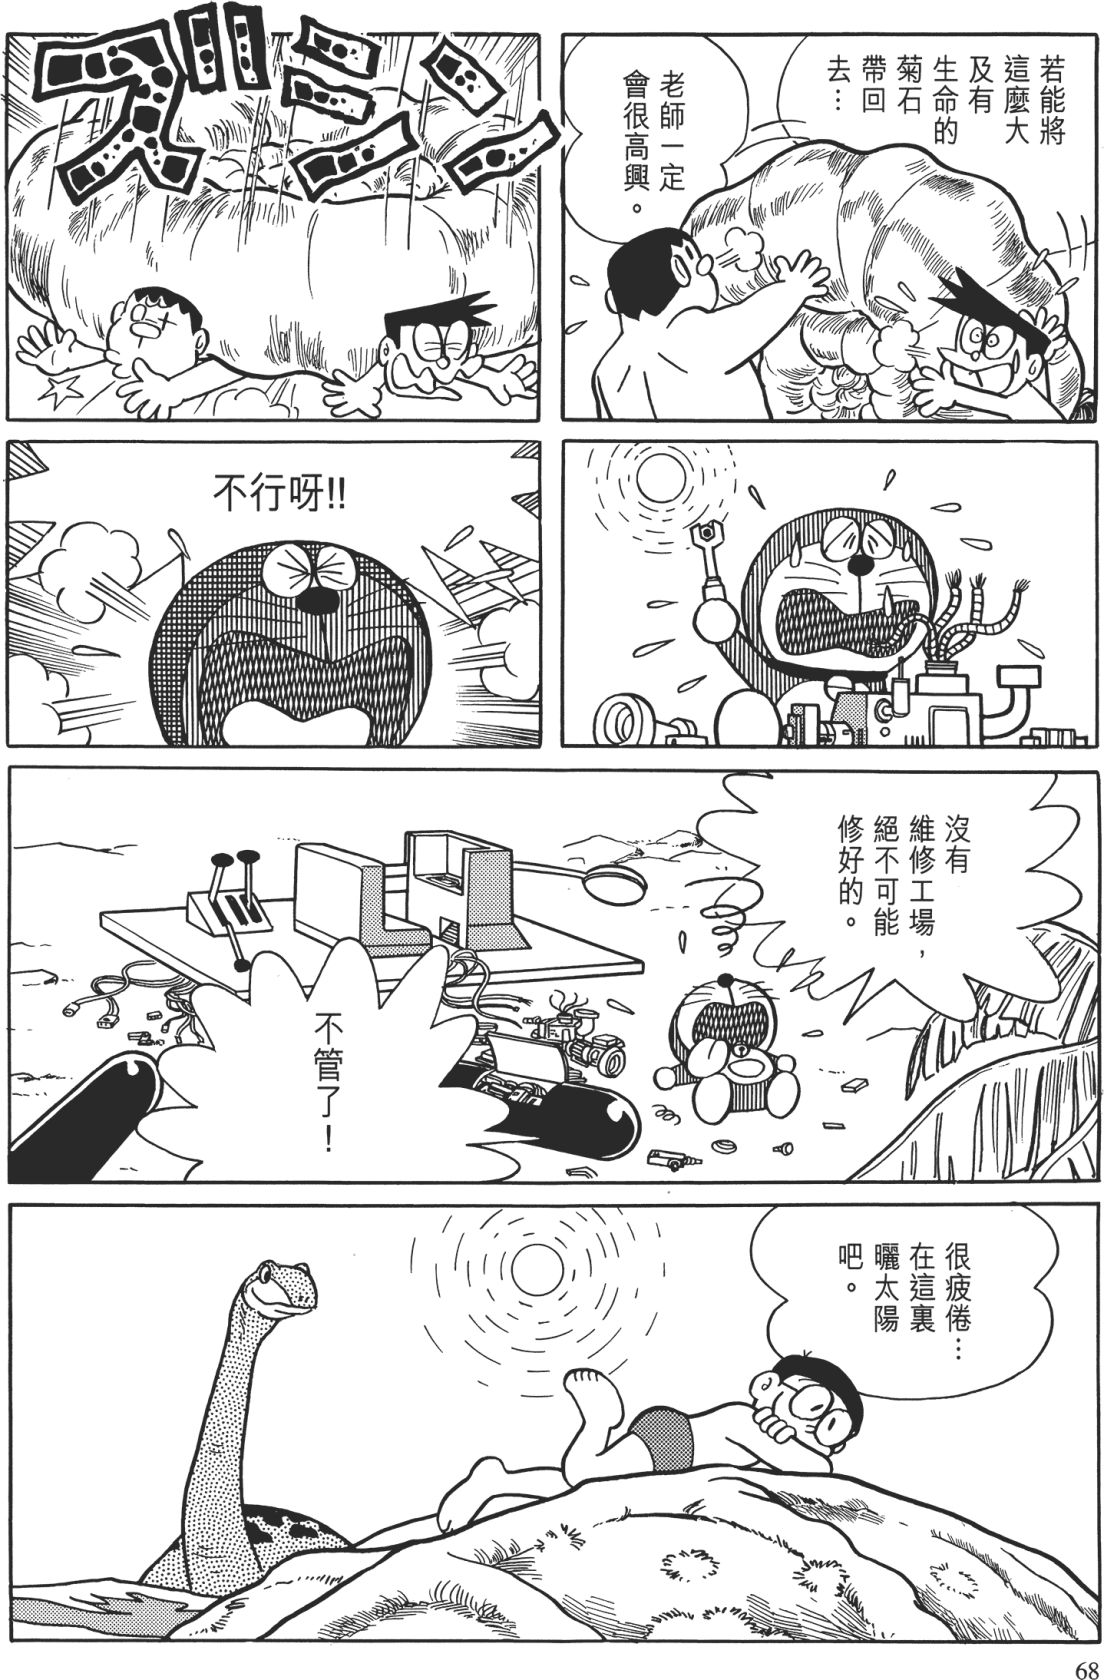 若能將
這麼大
及有
生命的
菊石
帶回
去…
老師一定
會很高興。
ズシーン
不行呀!!
沒有
維修工場，
絕不可能
修好的。
不管了！
很疲倦…
在這裏
曬太陽
吧。
68